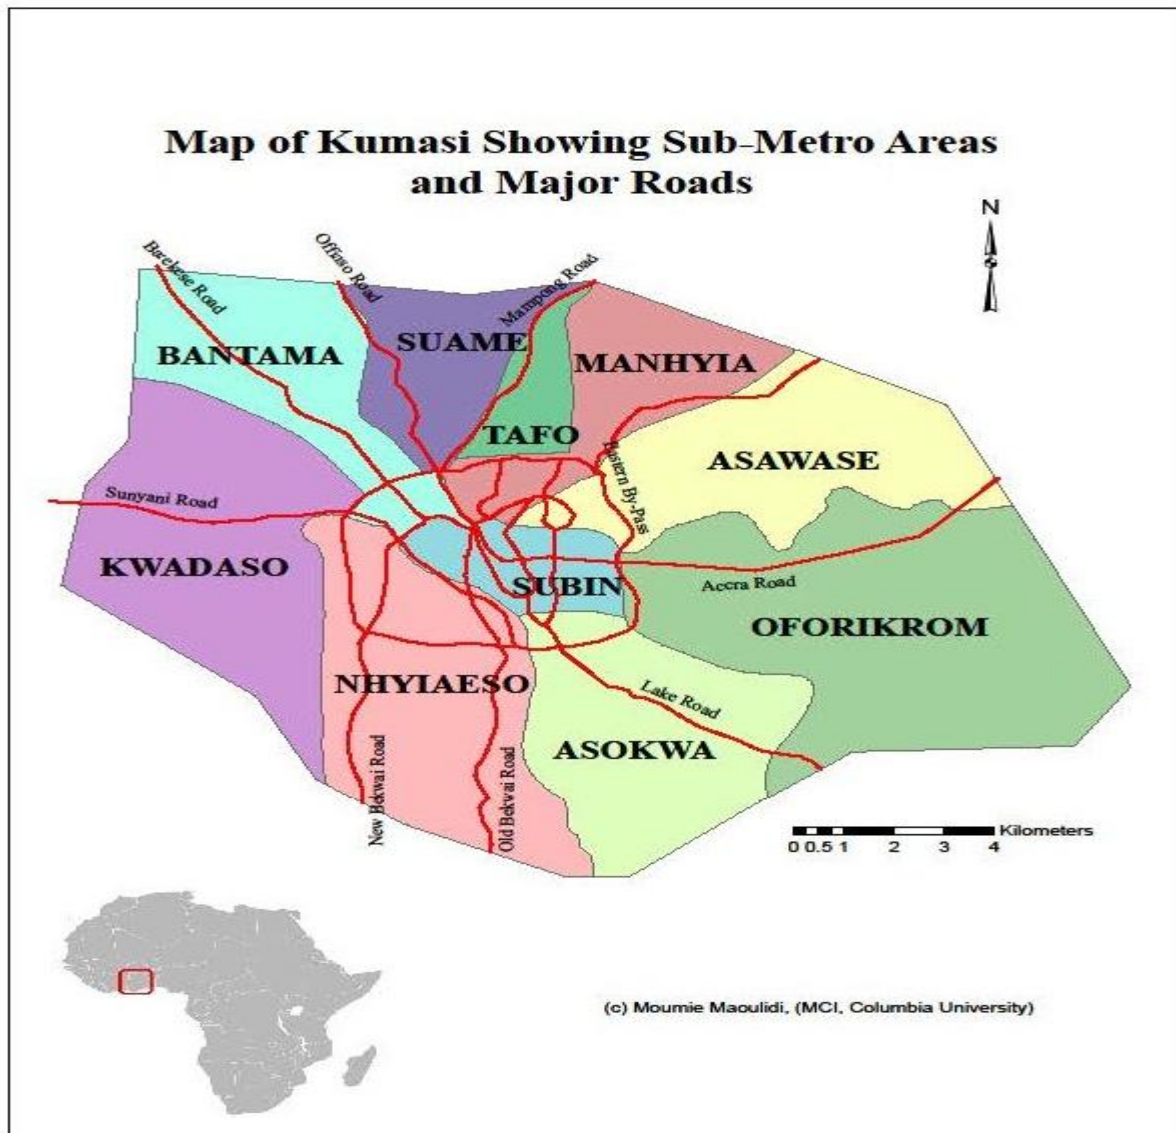 Map of Kumasi Showing Sub-Metro Areas
and Major Roads
N
Barekese Road
Offinso Road
Mampong Road
BANTAMA
SUAME
MANHYIA
TAFO
ASAWASE
Eastern By-Pass
Sunyani Road
KWADASO
SUBIN
Accra Road
OFORIKROM
NHYIAESO
Lake Road
ASOKWA
New Bekwai Road
Old Bekwai Road
Kilometers
0 0.5 1 2 3 4
(c) Moumie Maoulidi, (MCI, Columbia University)